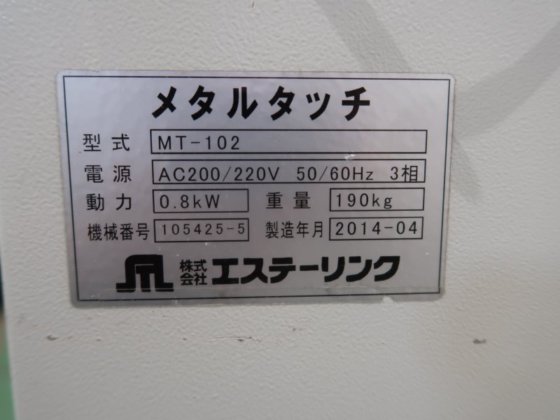 メタルタッチ
型式 MT-102
電源 AC200/220V 50/60Hz 3相
動力 0.8kW 重量 190kg
機械番号 105425-5 製造年月 2014-04
株式会社 エステーリンク